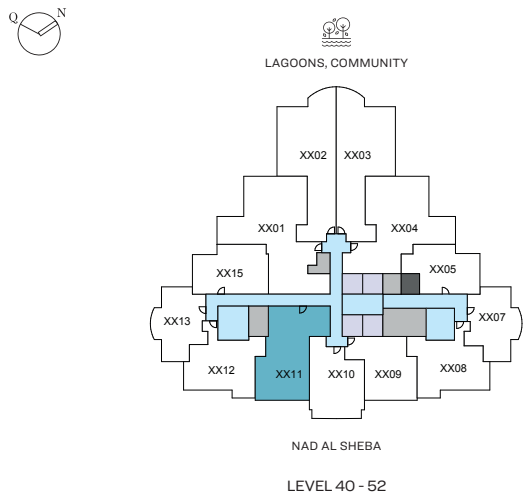 Q N
LAGOONS, COMMUNITY
XX02 XX03
XX01 XX04
XX15 XX05
XX13 XX07
XX12 XX11 XX10 XX09 XX08
NAD AL SHEBA
LEVEL 40 - 52